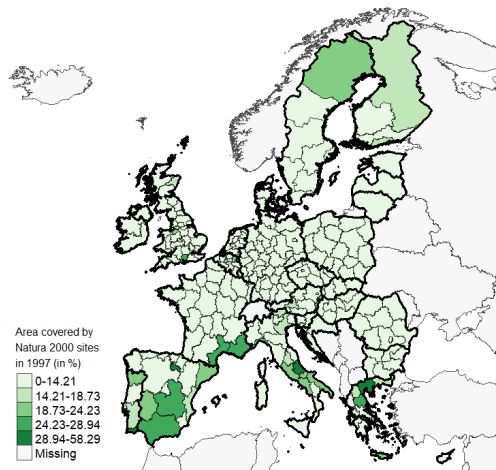 Area covered by
Natura 2000 sites
in 1997 (in %)
0-14.21
14.21-18.73
18.73-24.23
24.23-28.94
28.94-58.29
Missing